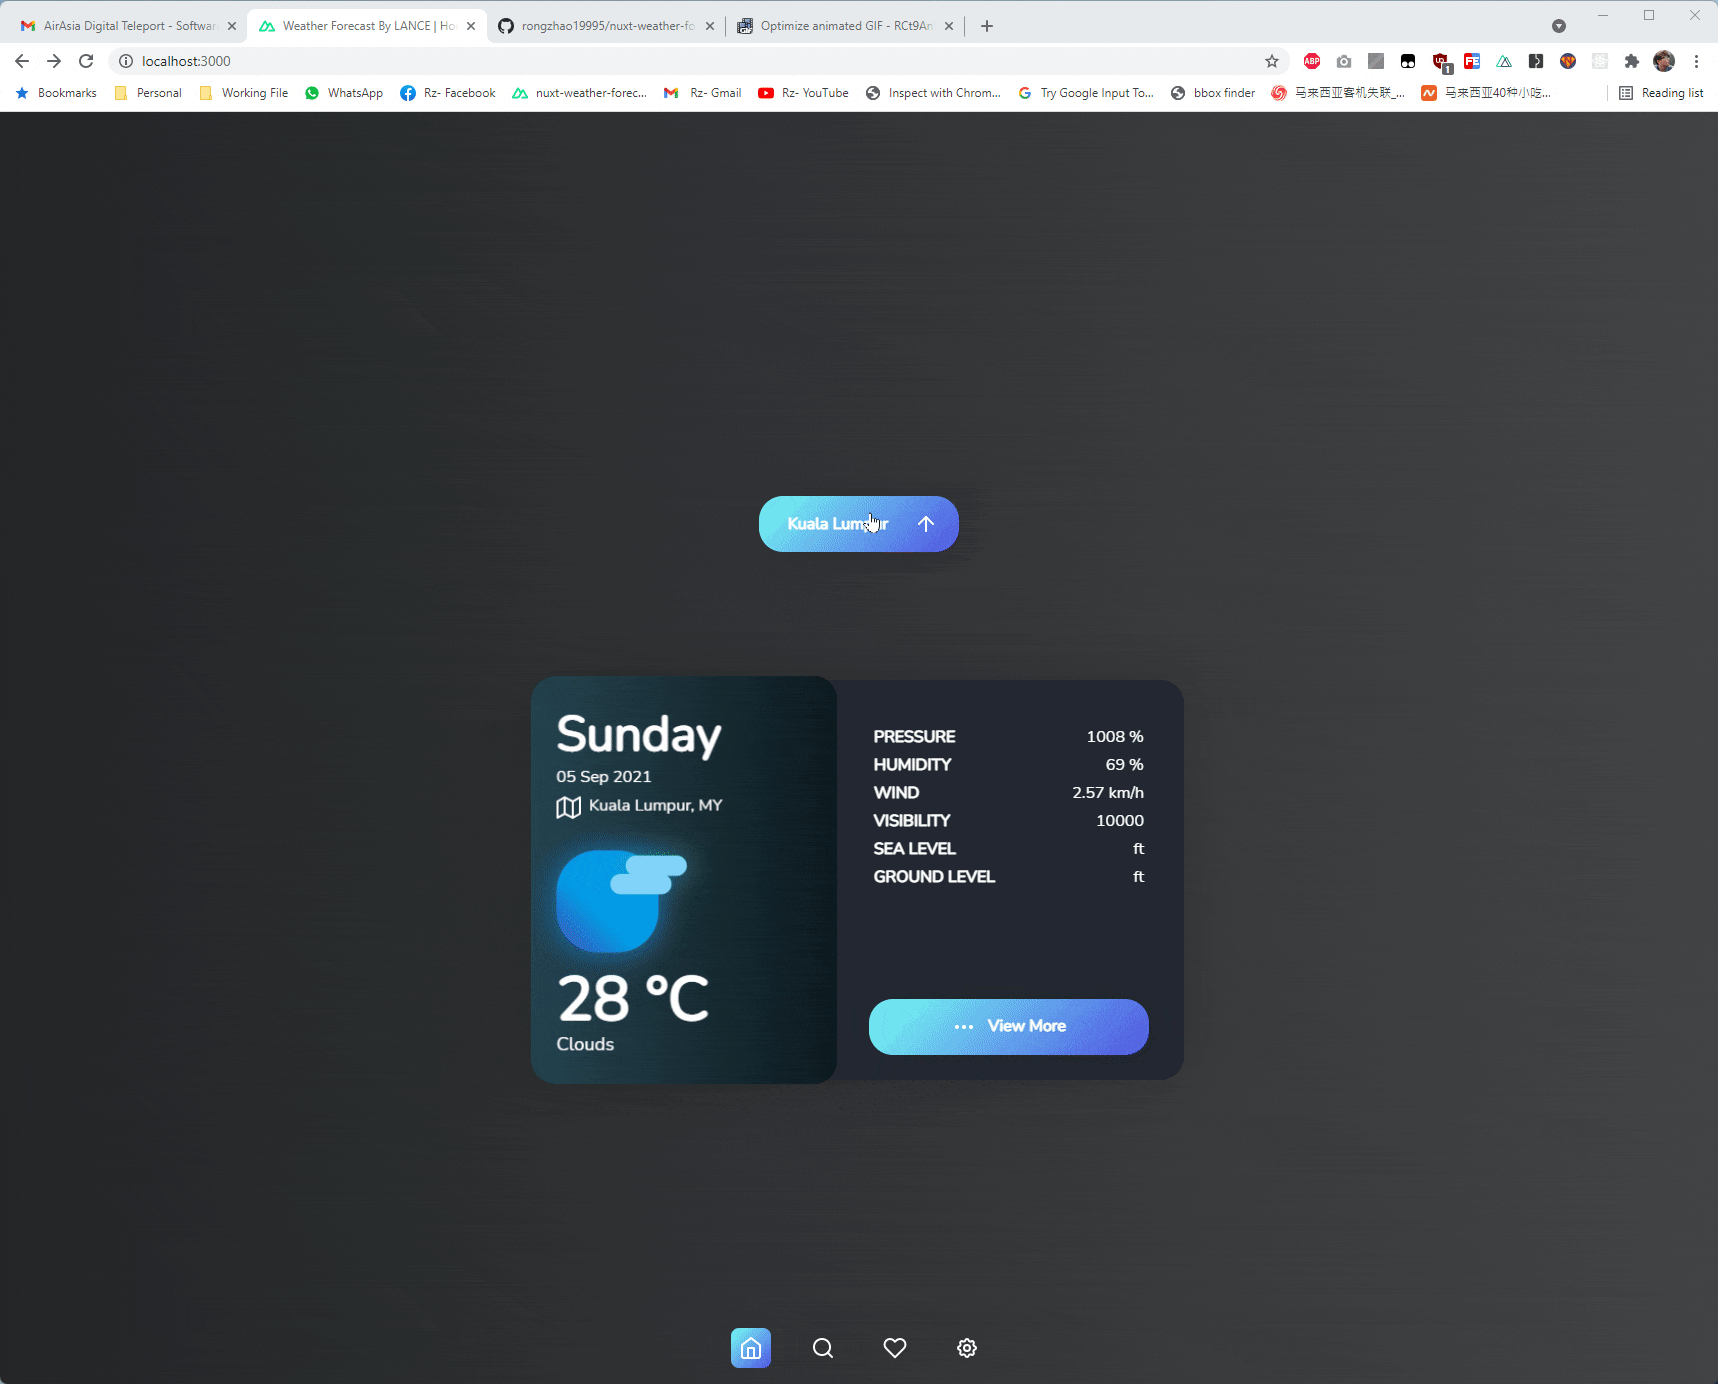 AirAsia Digital Teleport - Softwar
Weather Forecast By LANCE | Ho
rongzhao19995/nuxt-weather-fo
Optimize animated GIF - RCt9An
localhost:3000
ABP
1
Bookmarks
Personal
Working File
WhatsApp
Rz- Facebook
nuxt-weather-forec...
Rz- Gmail
Rz- YouTube
Inspect with Chrom...
Try Google Input To...
bbox finder
马来西亚客机失联_...
马来西亚40种小吃...
Reading list
Kuala Lumpur
Sunday
05 Sep 2021
Kuala Lumpur, MY
28 °C
Clouds
PRESSURE 1008 %
HUMIDITY 69 %
WIND 2.57 km/h
VISIBILITY 10000
SEA LEVEL ft
GROUND LEVEL ft
View More